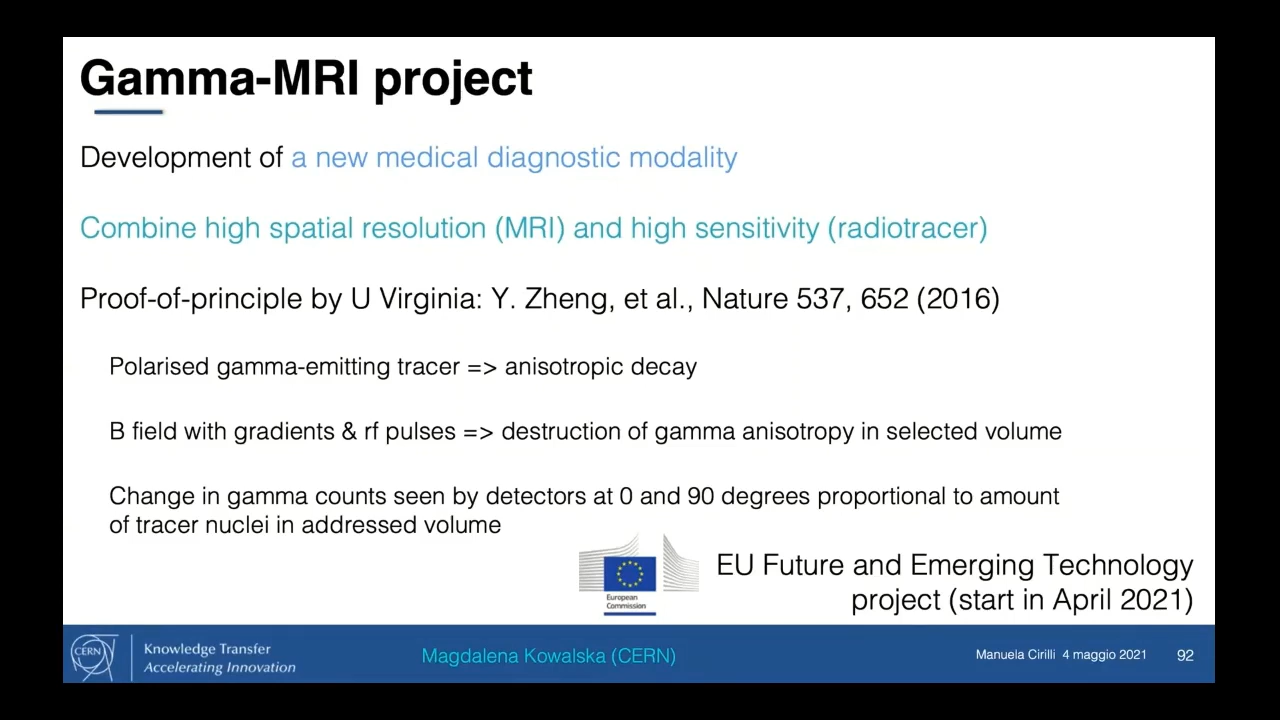 Gamma-MRI project
Development of a new medical diagnostic modality
Combine high spatial resolution (MRI) and high sensitivity (radiotracer)
Proof-of-principle by U Virginia: Y. Zheng, et al., Nature 537, 652 (2016)
Polarised gamma-emitting tracer => anisotropic decay
B field with gradients & rf pulses => destruction of gamma anisotropy in selected volume
Change in gamma counts seen by detectors at 0 and 90 degrees proportional to amount
of tracer nuclei in addressed volume
European
Commission
EU Future and Emerging Technology
project (start in April 2021)
CERN
Knowledge Transfer
Accelerating Innovation
Magdalena Kowalska (CERN)
Manuela Cirilli 4 maggio 2021
92